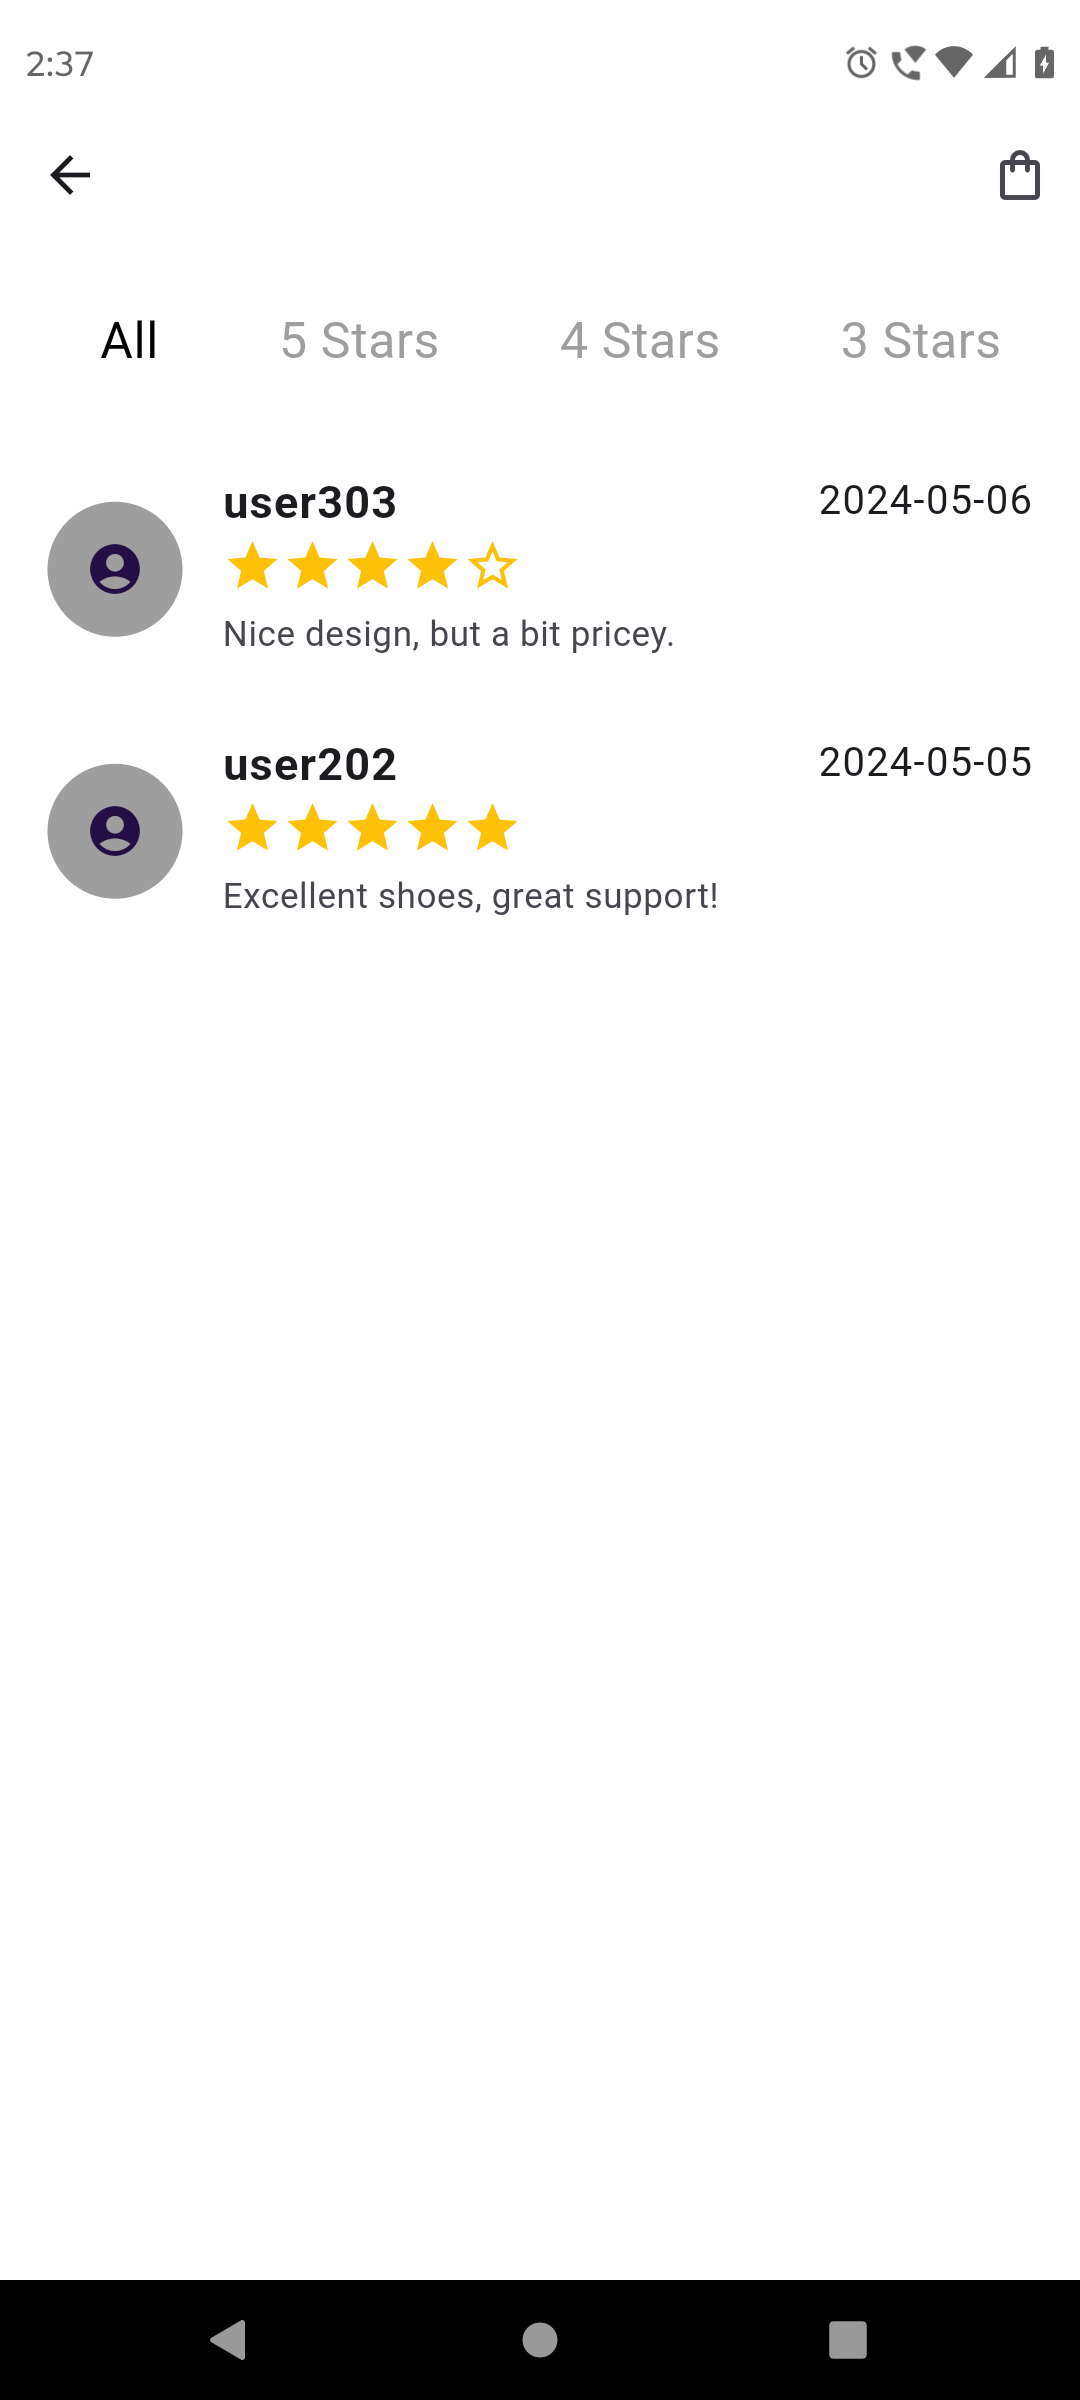 2:37
All 5 Stars 4 Stars 3 Stars
user303 2024-05-06
Nice design, but a bit pricey.
user202 2024-05-05
Excellent shoes, great support!